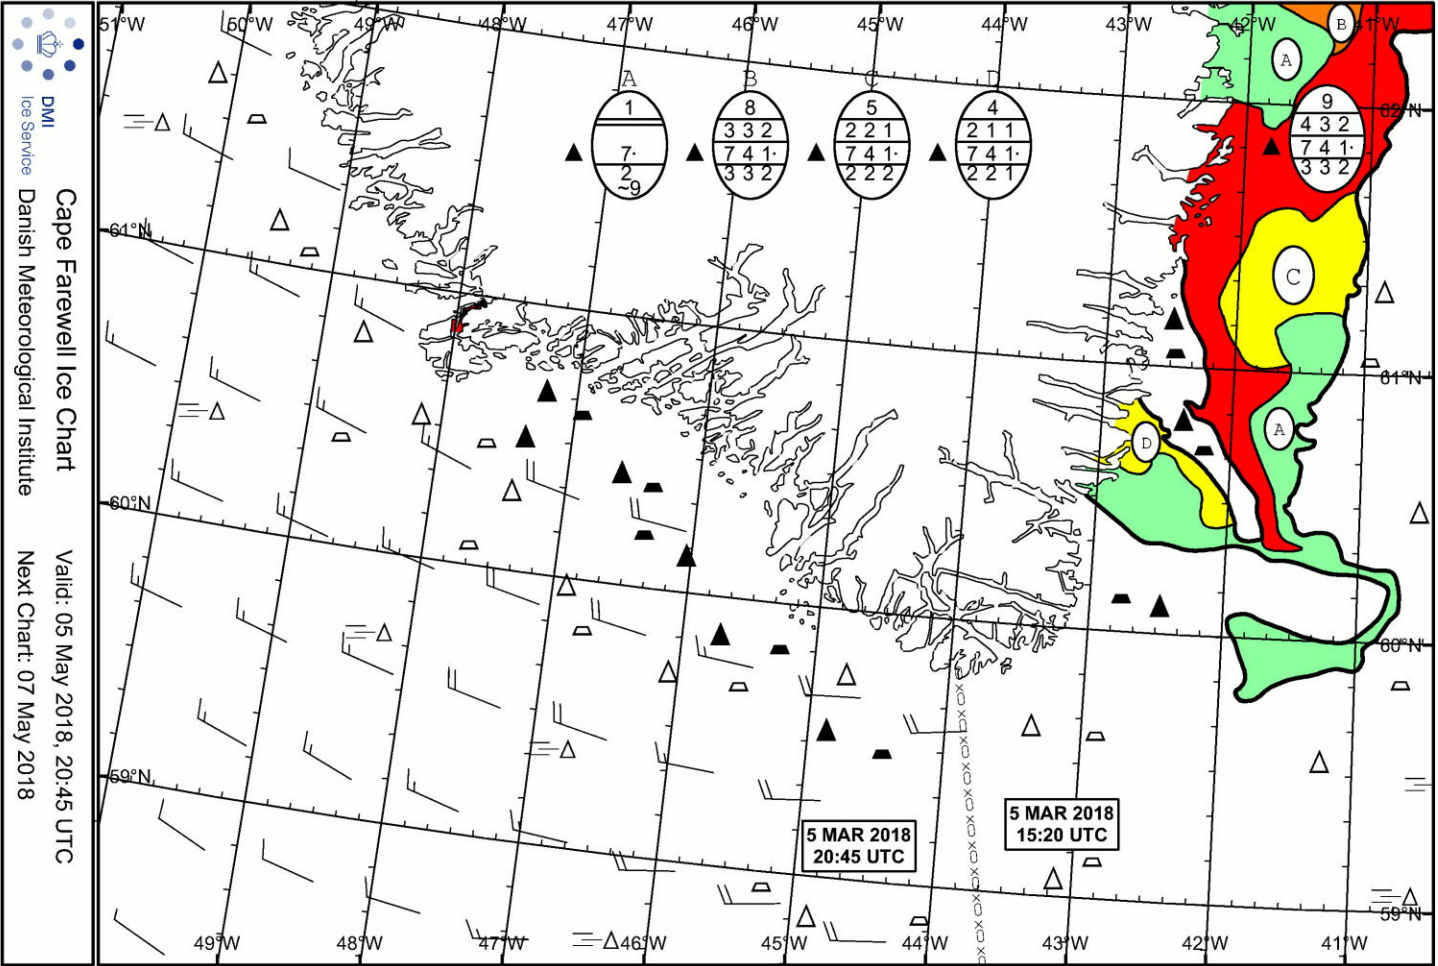 DMI
Ice Service
Cape Farewell Ice Chart
Danish Meteorological Institute
Valid: 05 May 2018, 20:45 UTC
Next Chart: 07 May 2018
51°W
50°W
49°W
48°W
47°W
46°W
45°W
44°W
43°W
42°W
41°W
A
B
C
D
1
7·
2
~9
8
3 3 2
7 4 1·
3 3 2
5
2 2 1
7 4 1·
2 2 2
4
2 1 1
7 4 1·
2 2 1
9
4 3 2
7 4 1·
3 3 2
A
B
C
A
D
62°N
61°N
61°N
60°N
60°N
59°N
59°N
5 MAR 2018
20:45 UTC
5 MAR 2018
15:20 UTC
49°W
48°W
47°W
46°W
45°W
44°W
43°W
42°W
41°W